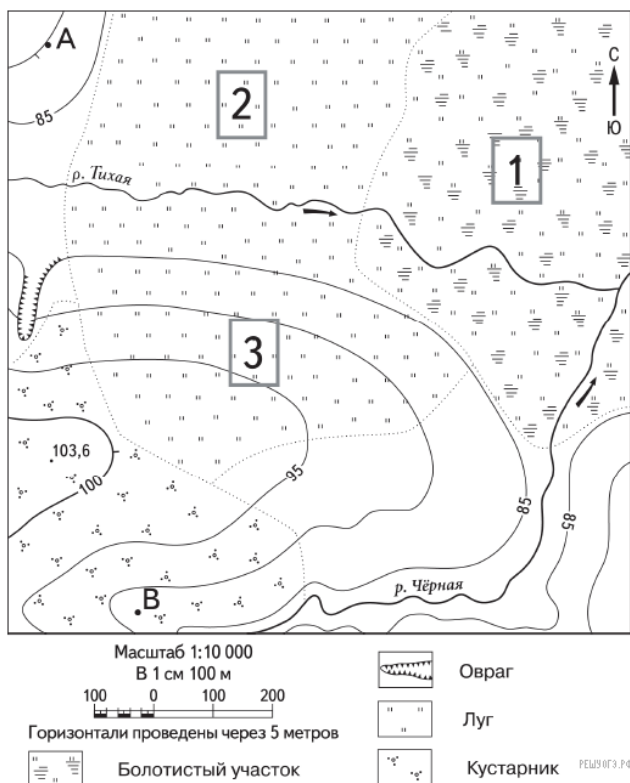 А
85
2
С
Ю
1
р. Тихая
3
103,6
100
95
85
85
р. Чёрная
В
Масштаб 1:10 000
В 1 см 100 м
100 0 100 200
Горизонтали проведены через 5 метров
Болотистый участок
Овраг
Луг
Кустарник
РЕШУОГЭ.РФ